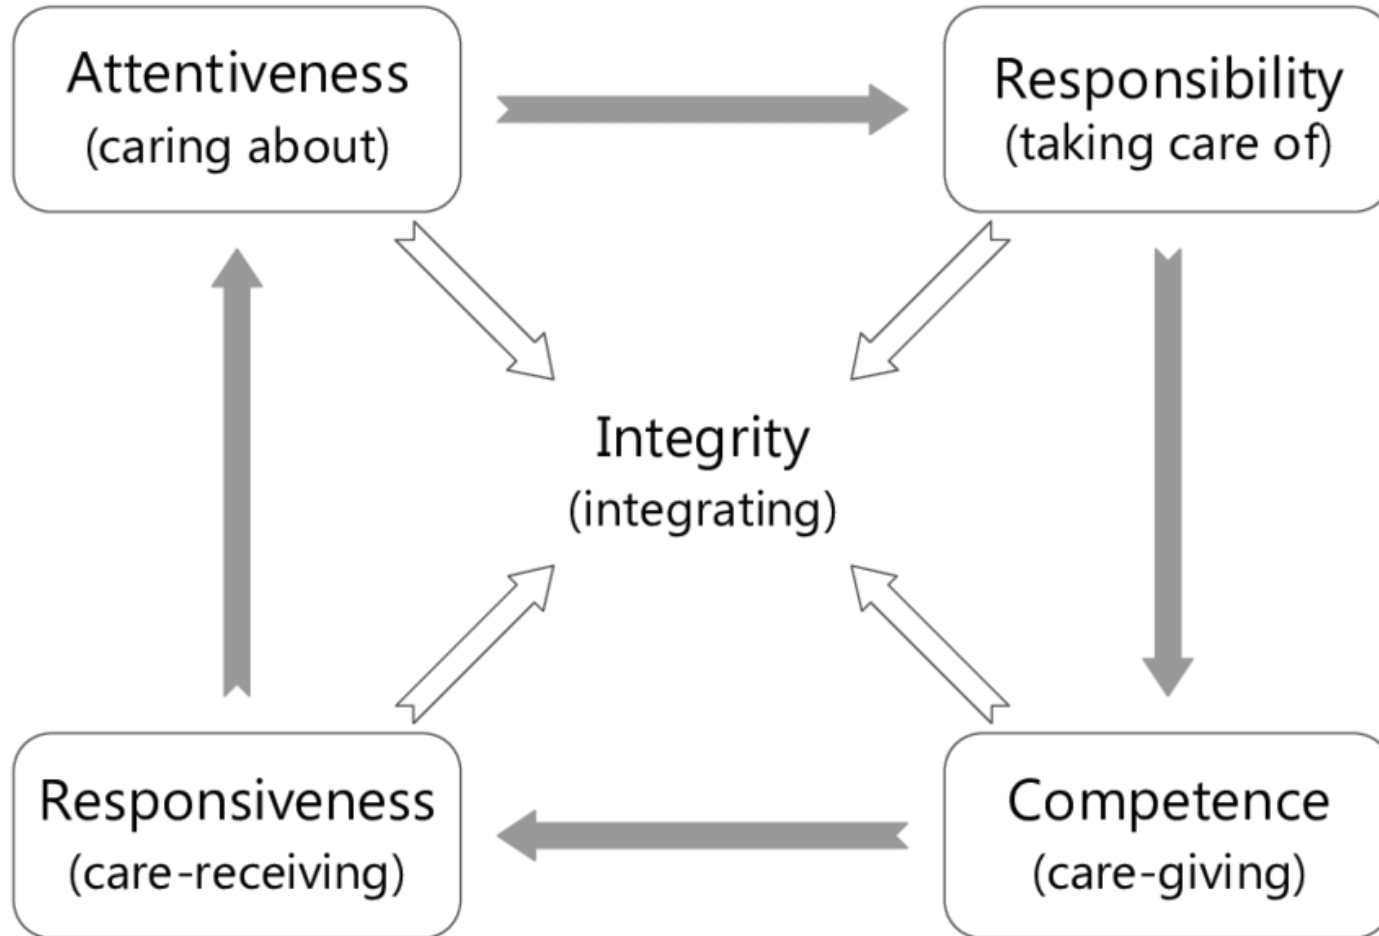 Attentiveness
(caring about)
Responsibility
(taking care of)
Integrity
(integrating)
Responsiveness
(care-receiving)
Competence
(care-giving)